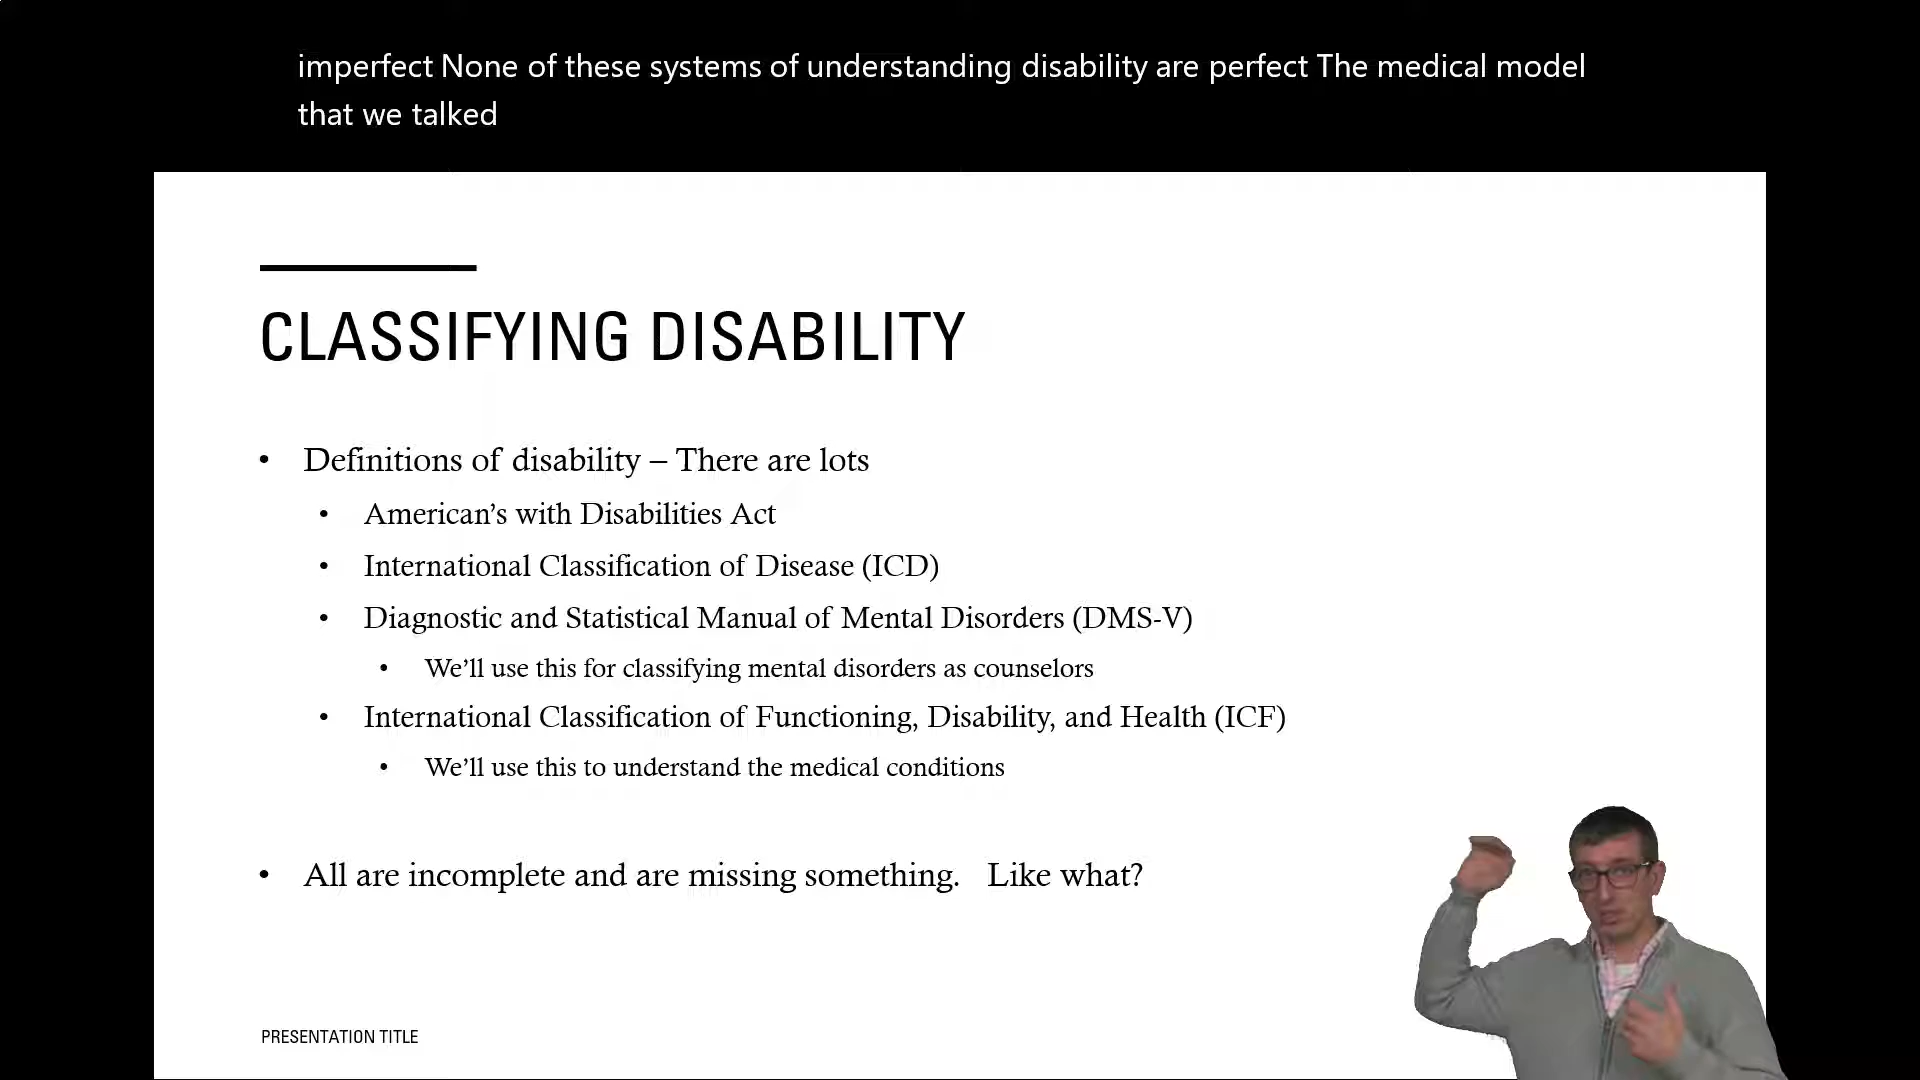 imperfect None of these systems of understanding disability are perfect The medical model
that we talked
CLASSIFYING DISABILITY
• Definitions of disability – There are lots
• American’s with Disabilities Act
• International Classification of Disease (ICD)
• Diagnostic and Statistical Manual of Mental Disorders (DMS-V)
• We’ll use this for classifying mental disorders as counselors
• International Classification of Functioning, Disability, and Health (ICF)
• We’ll use this to understand the medical conditions
• All are incomplete and are missing something. Like what?
PRESENTATION TITLE